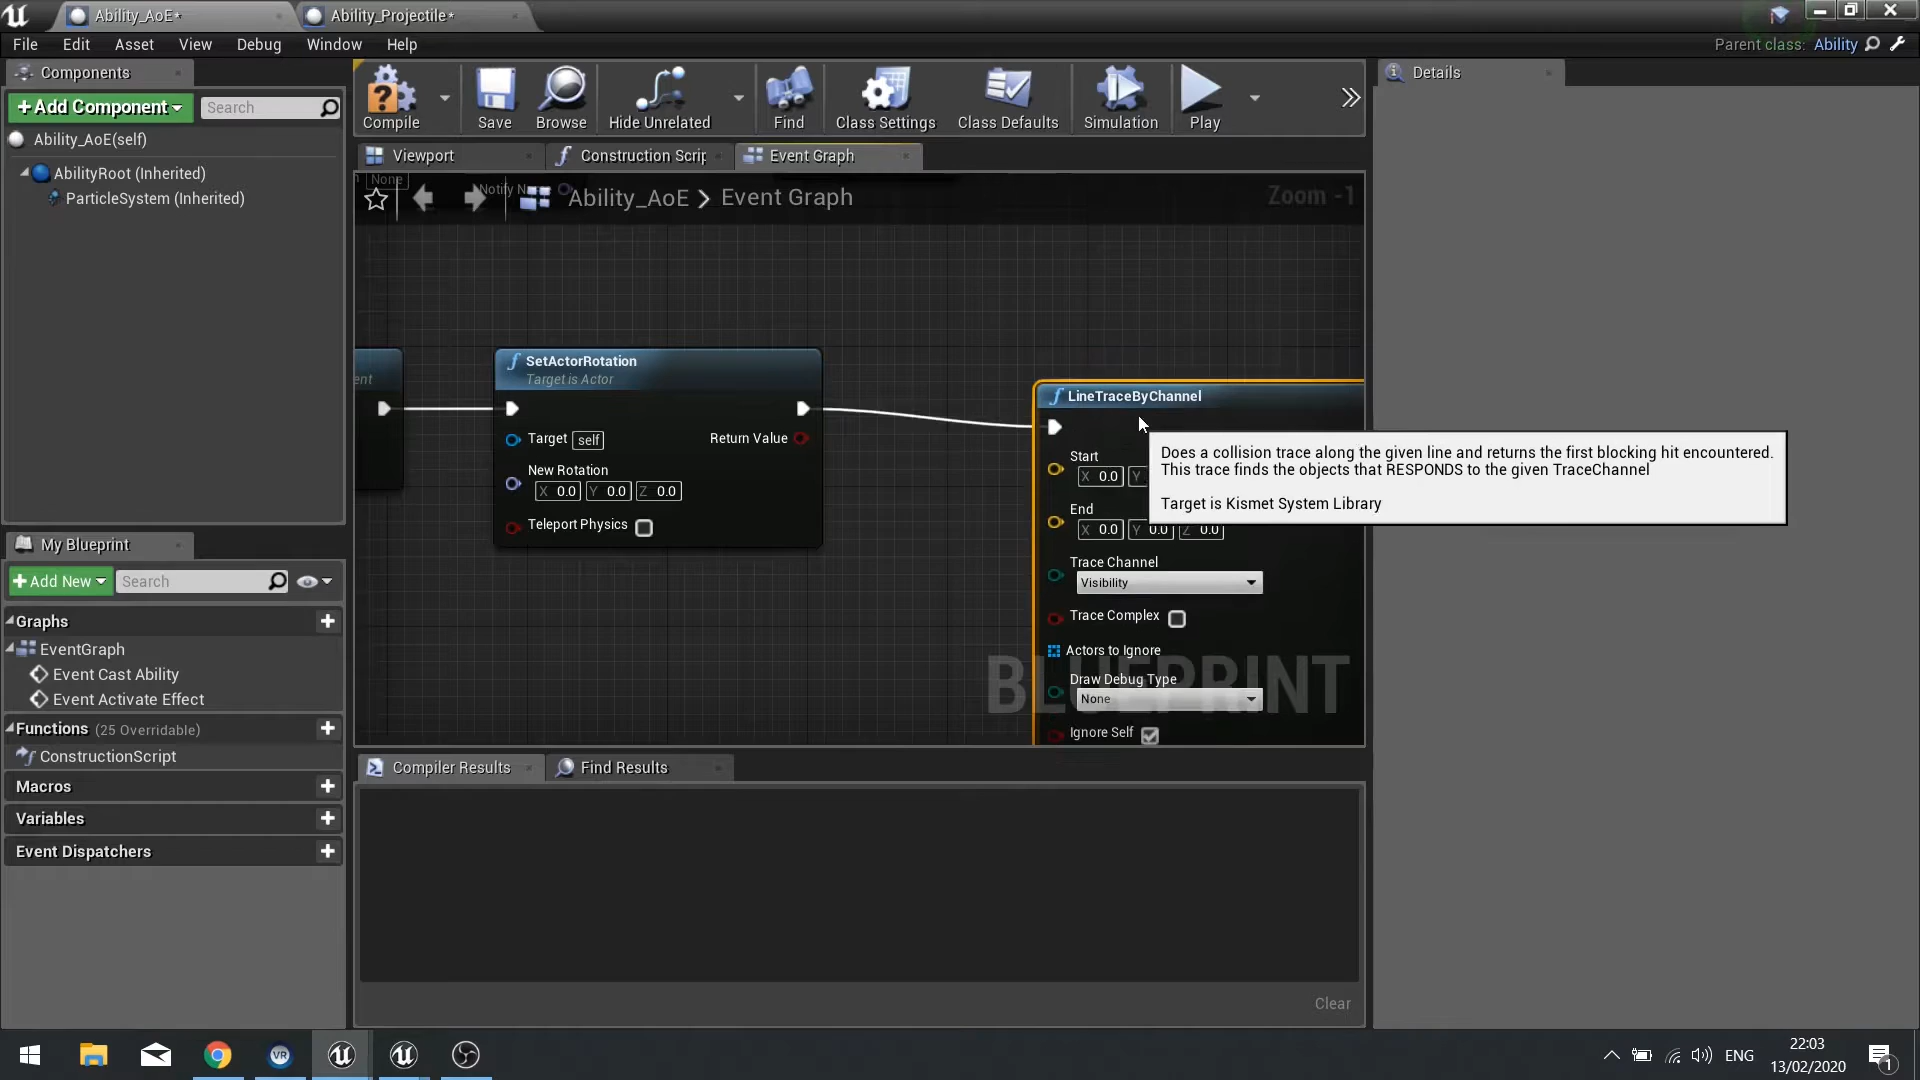 Ability_AoE*
Ability_Projectile*
File Edit Asset View Debug Window Help
Parent class: Ability
Components
+Add Component
Search
Ability_AoE(self)
AbilityRoot (Inherited)
ParticleSystem (Inherited)
Compile
Save
Browse
Hide Unrelated
Find
Class Settings
Class Defaults
Simulation
Play
Details
Viewport
Construction Scrip
Event Graph
None
Notify N
Ability_AoE > Event Graph
Zoom -1
ent
SetActorRotation
Target is Actor
Target self
Return Value
New Rotation
X 0.0 Y 0.0 Z 0.0
Teleport Physics
LineTraceByChannel
Start
X 0.0 Y
End
X 0.0 Y 0.0 Z 0.0
Trace Channel
Visibility
Trace Complex
Actors to Ignore
Draw Debug Type
None
Ignore Self
BLUEPRINT
Does a collision trace along the given line and returns the first blocking hit encountered.
This trace finds the objects that RESPONDS to the given TraceChannel
Target is Kismet System Library
My Blueprint
+Add New
Search
Graphs
EventGraph
Event Cast Ability
Event Activate Effect
Functions (25 Overridable)
ConstructionScript
Macros
Variables
Event Dispatchers
Compiler Results
Find Results
Clear
VR
ENG
22:03
13/02/2020
1